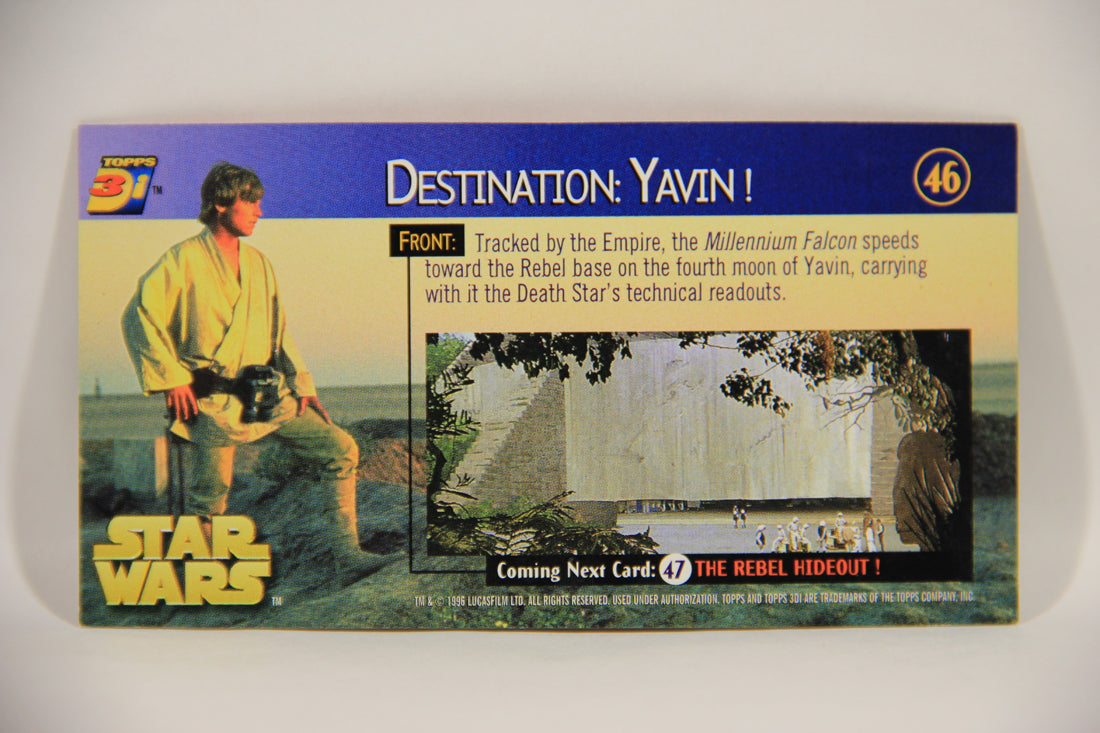 TOPPS
3Di TM
DESTINATION: YAVIN!
46
FRONT: Tracked by the Empire, the Millennium Falcon speeds
toward the Rebel base on the fourth moon of Yavin, carrying
with it the Death Star's technical readouts.
STAR
WARS TM
Coming Next Card: 47 THE REBEL HIDEOUT!
TM & © 1996 LUCASFILM LTD. ALL RIGHTS RESERVED. USED UNDER AUTHORIZATION. TOPPS AND TOPPS 3DI ARE TRADEMARKS OF THE TOPPS COMPANY, INC.